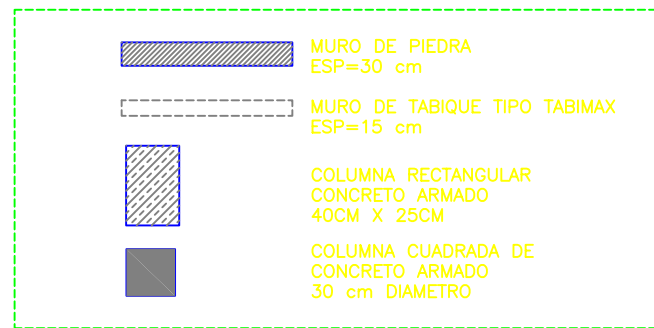 MURO DE PIEDRA
ESP=30 cm
MURO DE TABIQUE TIPO TABIMAX
ESP=15 cm
COLUMNA RECTANGULAR
CONCRETO ARMADO
40CM X 25CM
COLUMNA CUADRADA DE
CONCRETO ARMADO
30 cm DIAMETRO